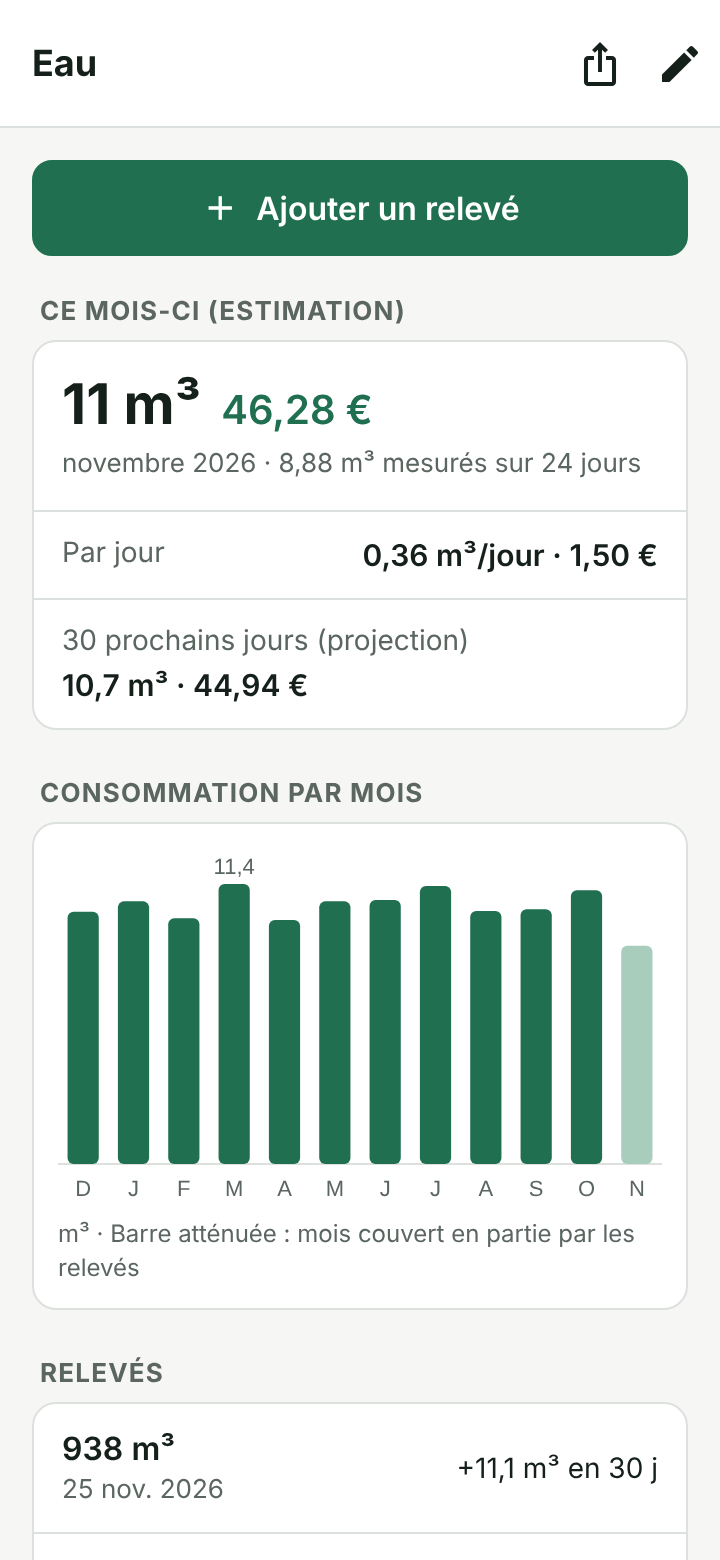 Eau
+ Ajouter un relevé
CE MOIS-CI (ESTIMATION)
11 m³ 46,28 €
novembre 2026 · 8,88 m³ mesurés sur 24 jours
Par jour
0,36 m³/jour · 1,50 €
30 prochains jours (projection)
10,7 m³ · 44,94 €
CONSOMMATION PAR MOIS
11,4
D J F M A M J J A S O N
m³ · Barre atténuée : mois couvert en partie par les
relevés
RELEVÉS
938 m³
25 nov. 2026
+11,1 m³ en 30 j